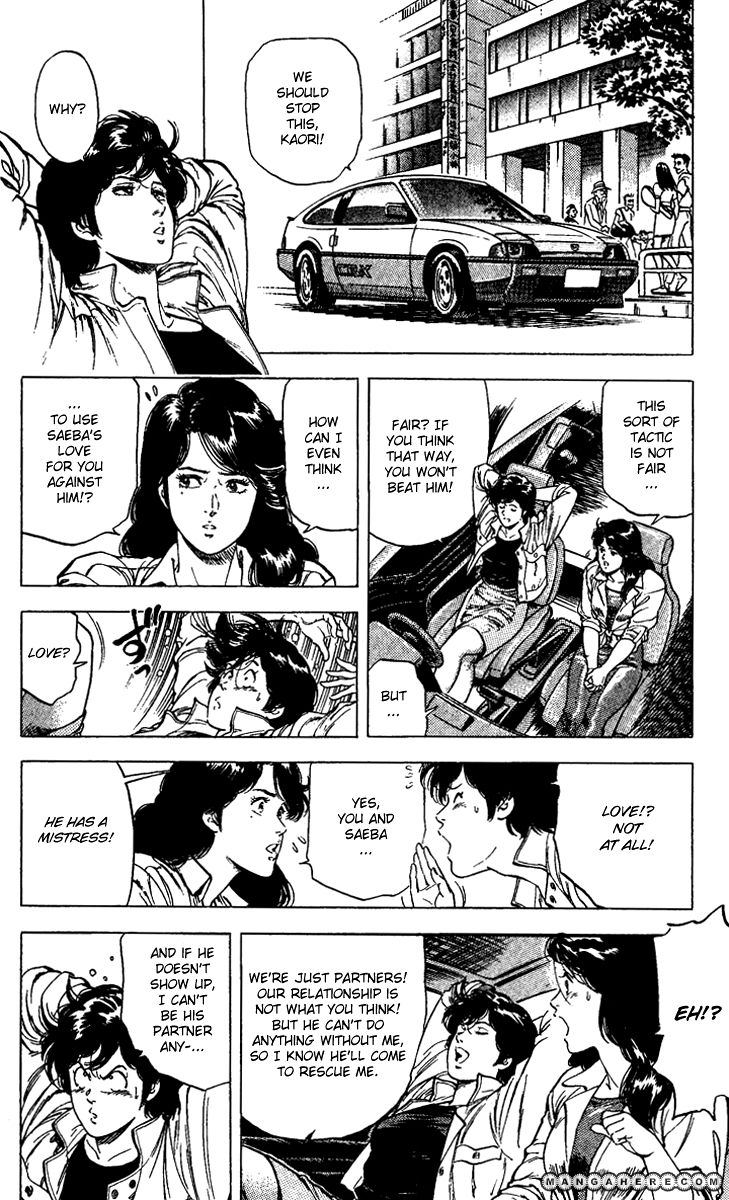 WE
SHOULD
STOP
THIS,
KAORI!
WHY?
THIS
SORT OF
TACTIC
IS NOT
FAIR
...
FAIR? IF
YOU THINK
THAT WAY,
YOU WON'T
BEAT HIM!
BUT
...
HOW
CAN I
EVEN
THINK
...
...
TO USE
SAEBA'S
LOVE
FOR YOU
AGAINST
HIM!?
LOVE?
LOVE!?
NOT
AT ALL!
YES,
YOU AND
SAEBA
...
HE HAS A
MISTRESS!
EH!?
WE'RE JUST PARTNERS!
OUR RELATIONSHIP IS
NOT WHAT YOU THINK!
BUT HE CAN'T DO
ANYTHING WITHOUT ME,
SO I KNOW HE'LL COME
TO RESCUE ME.
AND IF HE
DOESN'T
SHOW UP,
I CAN'T
BE HIS
PARTNER
ANY-...
MANGAHERE.COM